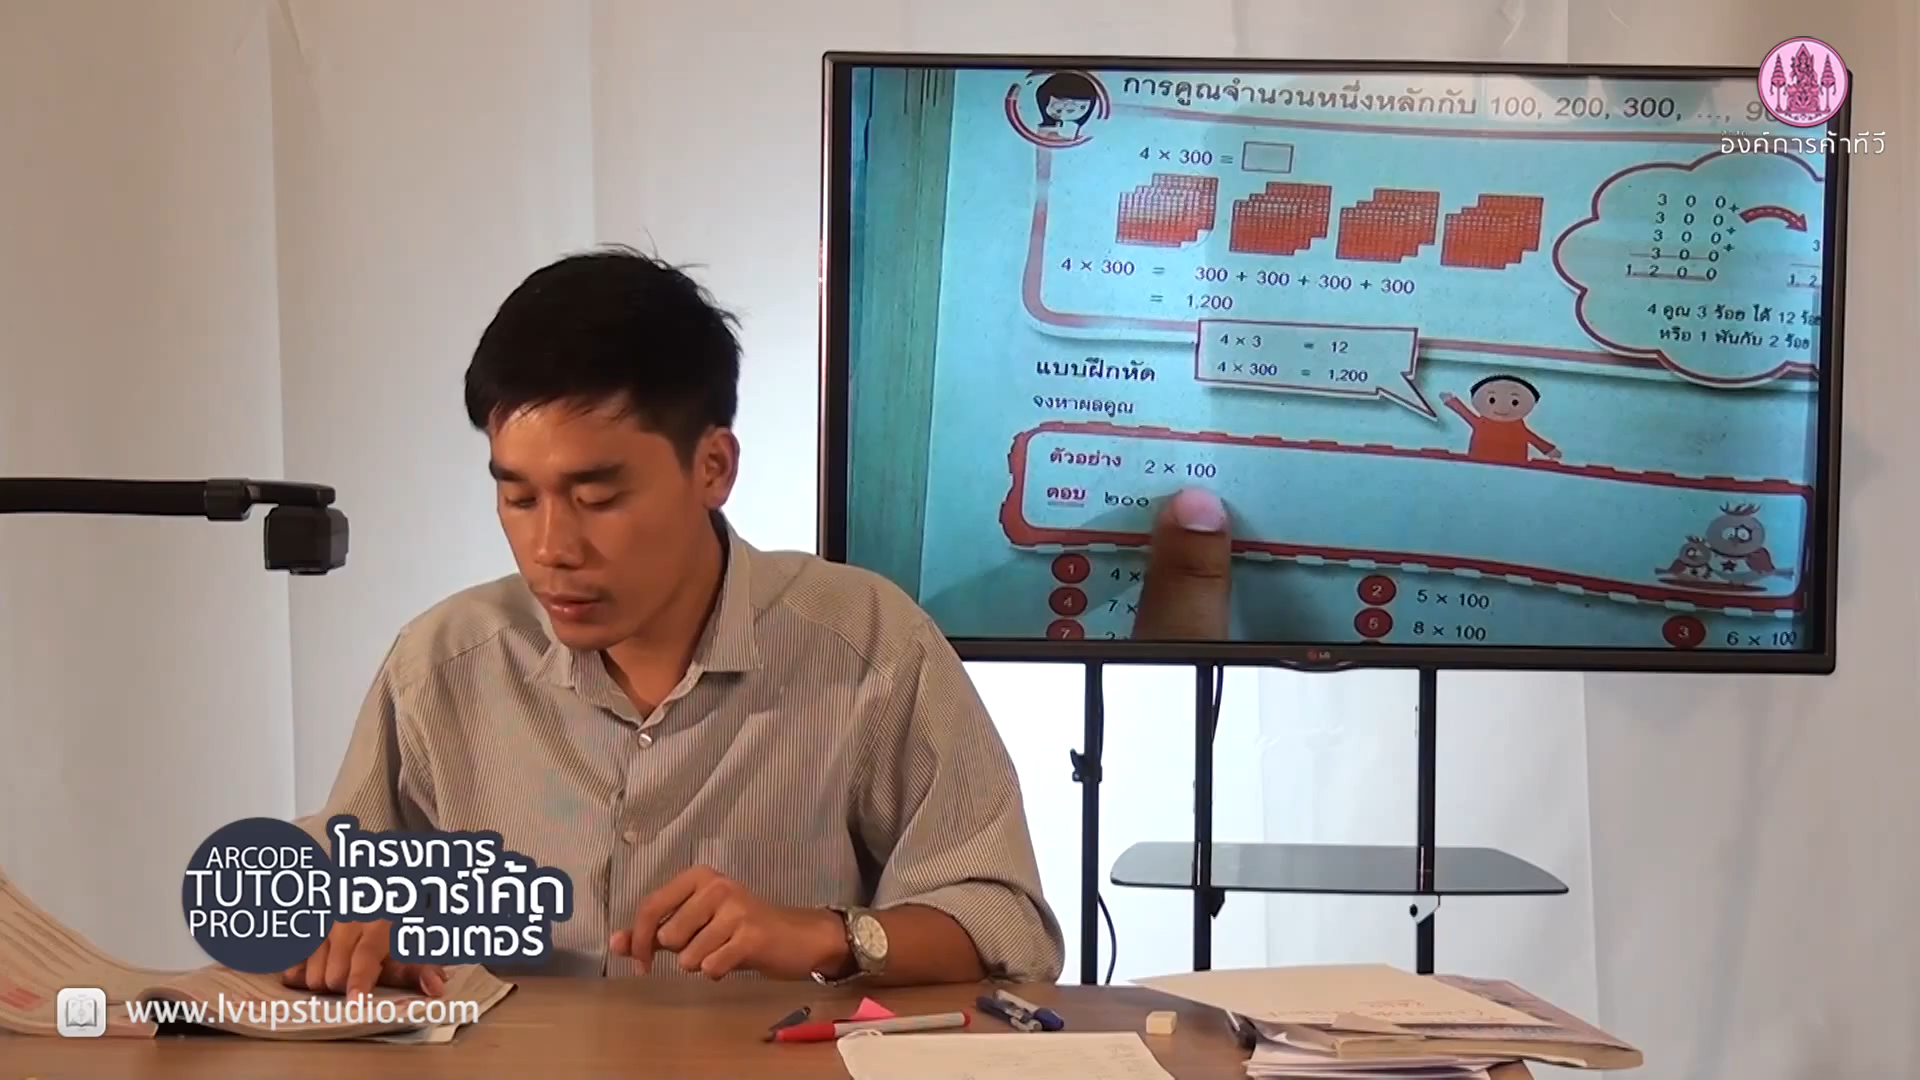 องค์การค้าทีวี
การคูณจำนวนหนึ่งหลักกับ 100, 200, 300, ...,
4 × 300 =
3 0 0 +
3 0 0 +
3 0 0 +
3 0 0
1 2 0 0
4 × 300 = 300 + 300 + 300 + 300
= 1,200
4 คูณ 3 ร้อย ได้ 12 ร้อย
หรือ 1 พันกับ 2 ร้อย
4 × 3 = 12
4 × 300 = 1,200
แบบฝึกหัด
จงหาผลคูณ
ตัวอย่าง 2 × 100
ตอบ ๒๐๐
1 4 ×
2 5 × 100
3 6 × 100
4 7 ×
5 8 × 100
7 2
LG
ARCODE
TUTOR
PROJECT
โครงการ
เออาร์โค้ด
ติวเตอร์
www.lvupstudio.com